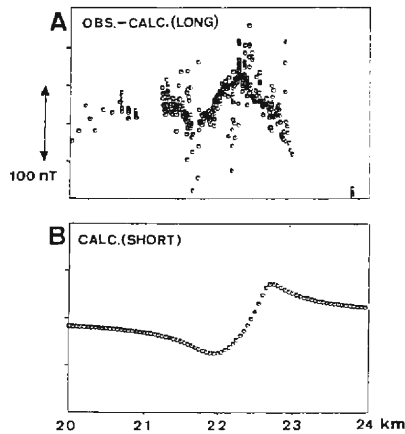 A OBS.-CALC.(LONG)
100 nT
B CALC.(SHORT)
20 21 22 23 24 km